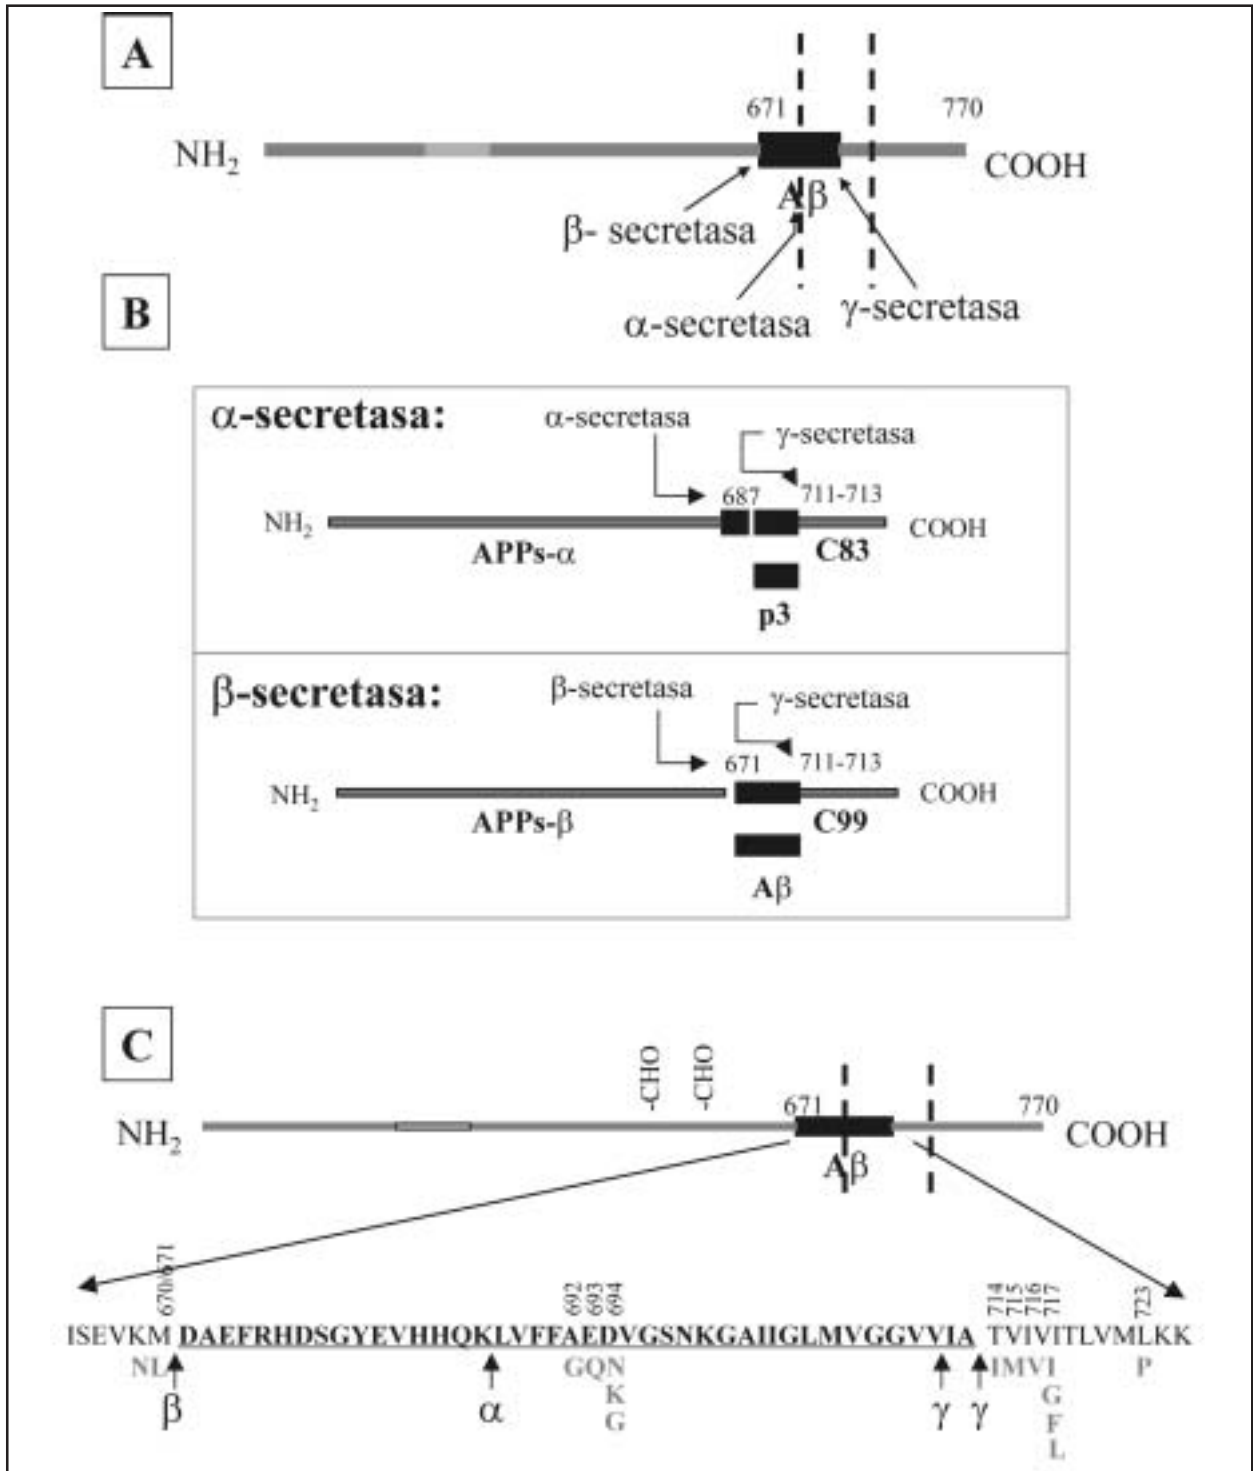 A
671
770
NH2
COOH
Aβ
β- secretasa
α-secretasa
γ-secretasa
B
α-secretasa:
α-secretasa
γ-secretasa
687
711-713
NH2
COOH
APPs-α
C83
p3
β-secretasa:
β-secretasa
γ-secretasa
671
711-713
NH2
COOH
APPs-β
C99
Aβ
C
-CHO
-CHO
671
770
NH2
COOH
Aβ
670/671
692
693
694
714
715
716
717
723
ISEVKM DAEFRHDSGYEVHHQKLVFFAEDVGSNKGAIIGLMVGGVVIA TVIVITLVMLKK
NL GQN IMVI P
K G
G F
L
β α γ γ